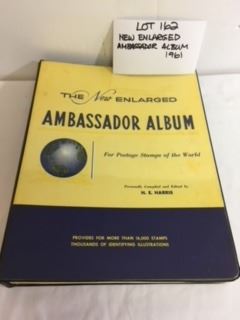 LOT 162
NEW ENLARGED
AMBASSADOR ALBUM
1961
THE New ENLARGED
AMBASSADOR ALBUM
For Postage Stamps of the World
Personally Compiled and Edited by
H. E. HARRIS
PROVIDES FOR MORE THAN 16,000 STAMPS
THOUSANDS OF IDENTIFYING ILLUSTRATIONS